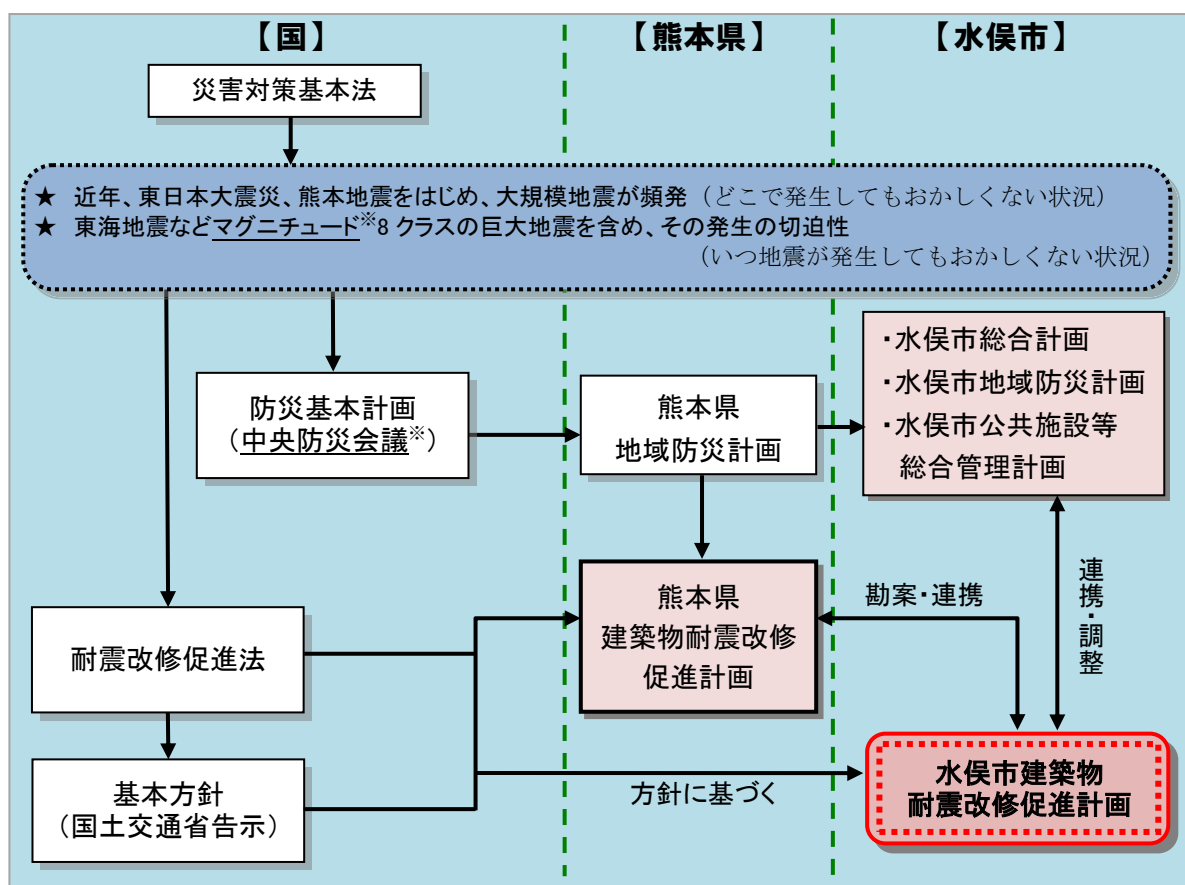 【国】
【熊本県】
【水俣市】
災害対策基本法
★ 近年、東日本大震災、熊本地震をはじめ、大規模地震が頻発（どこで発生してもおかしくない状況）
★ 東海地震などマグニチュード※8 クラスの巨大地震を含め、その発生の切迫性
（いつ地震が発生してもおかしくない状況）
防災基本計画
（中央防災会議※）
熊本県
地域防災計画
・水俣市総合計画
・水俣市地域防災計画
・水俣市公共施設等
総合管理計画
耐震改修促進法
熊本県
建築物耐震改修
促進計画
勘案・連携
連携・調整
基本方針
（国土交通省告示）
方針に基づく
水俣市建築物
耐震改修促進計画